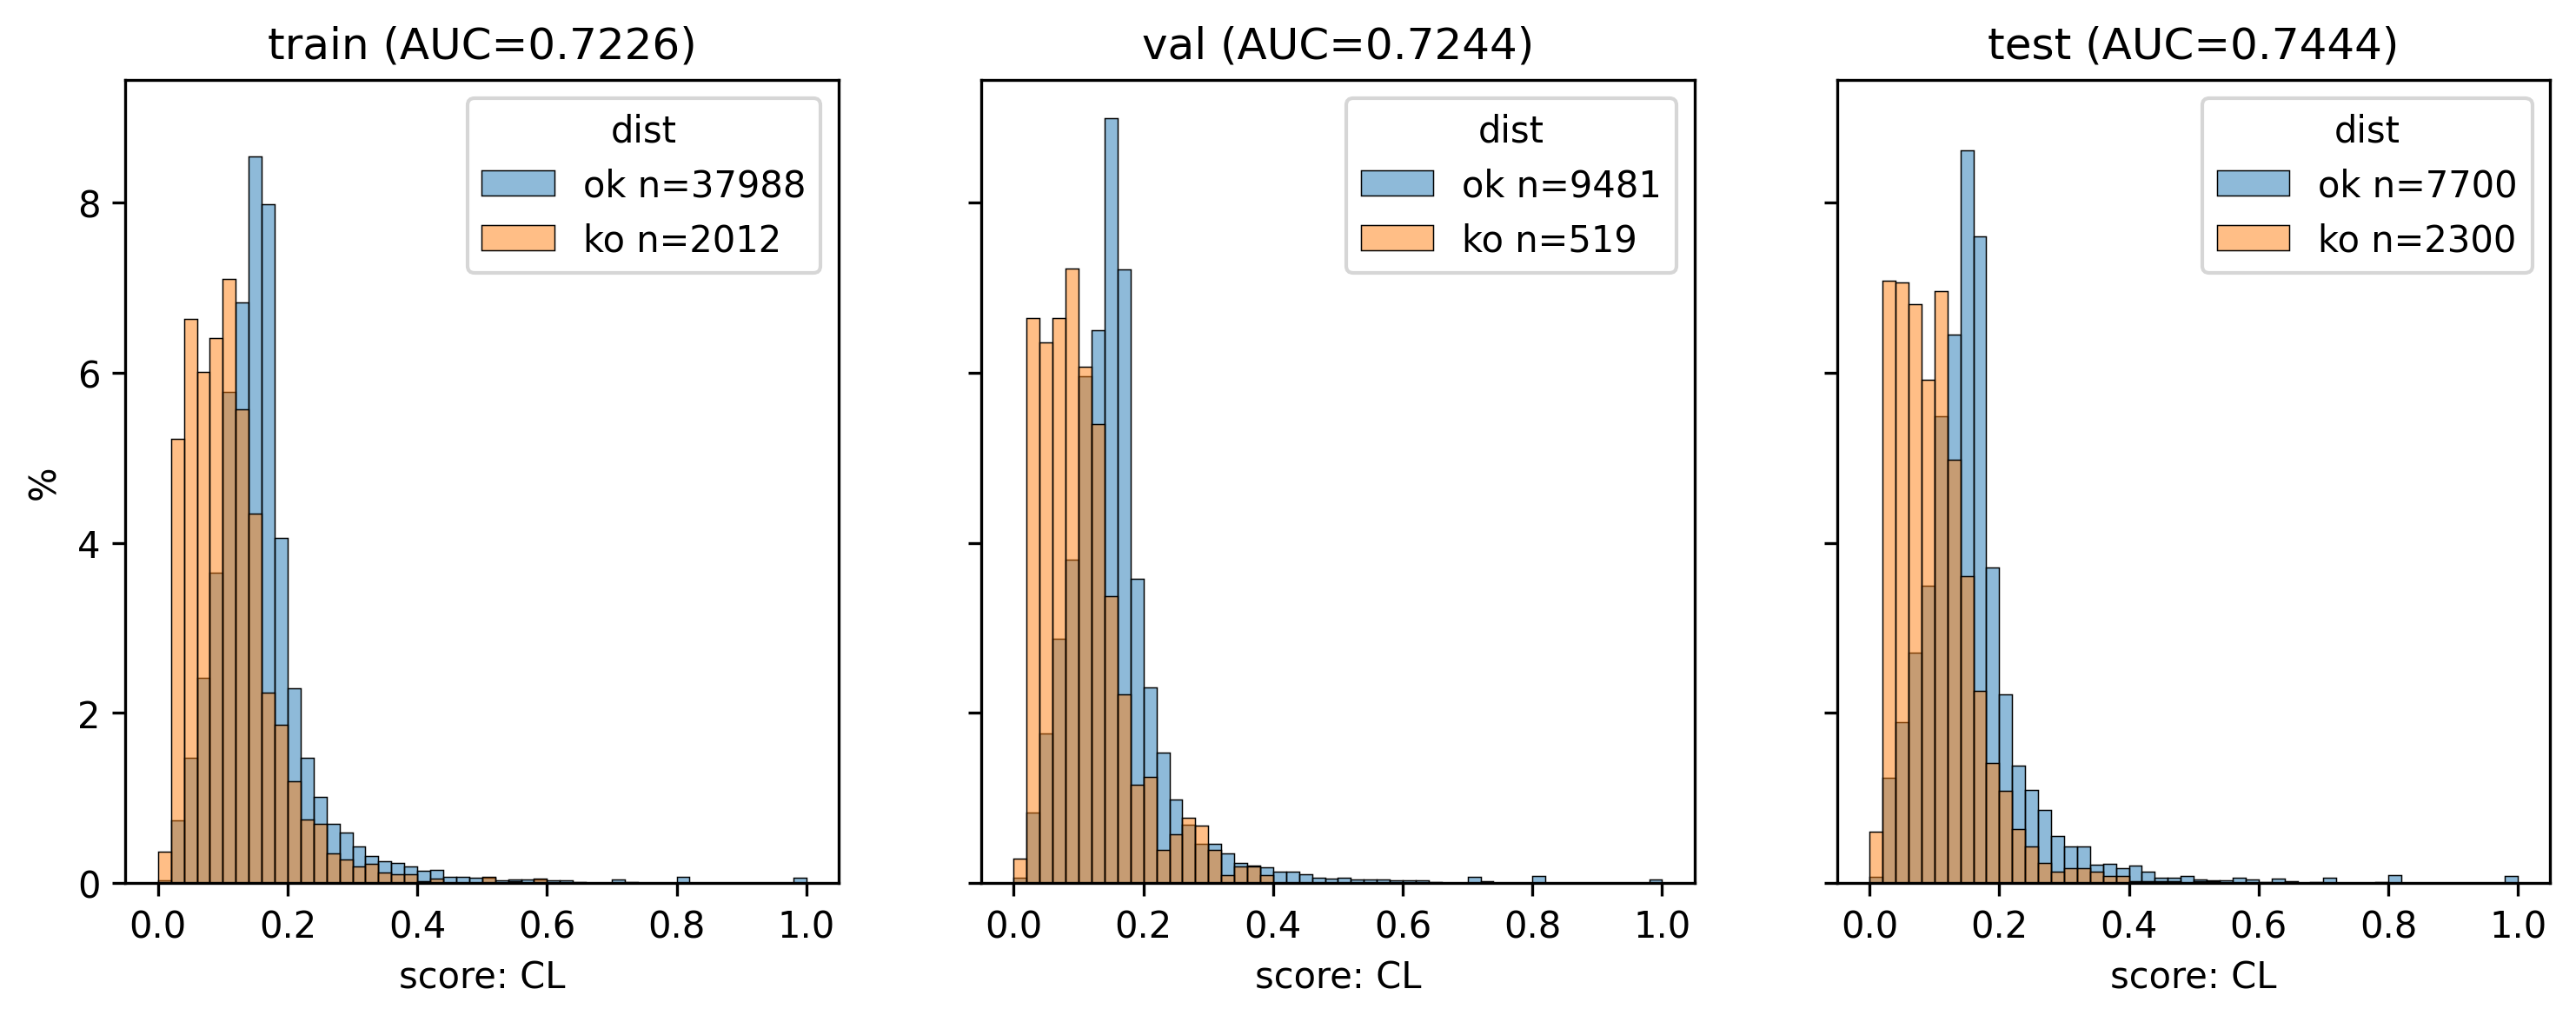 train (AUC=0.7226)
dist
ok n=37988
ko n=2012
%
8
6
4
2
0
0.0 0.2 0.4 0.6 0.8 1.0
score: CL
val (AUC=0.7244)
dist
ok n=9481
ko n=519
0.0 0.2 0.4 0.6 0.8 1.0
score: CL
test (AUC=0.7444)
dist
ok n=7700
ko n=2300
0.0 0.2 0.4 0.6 0.8 1.0
score: CL